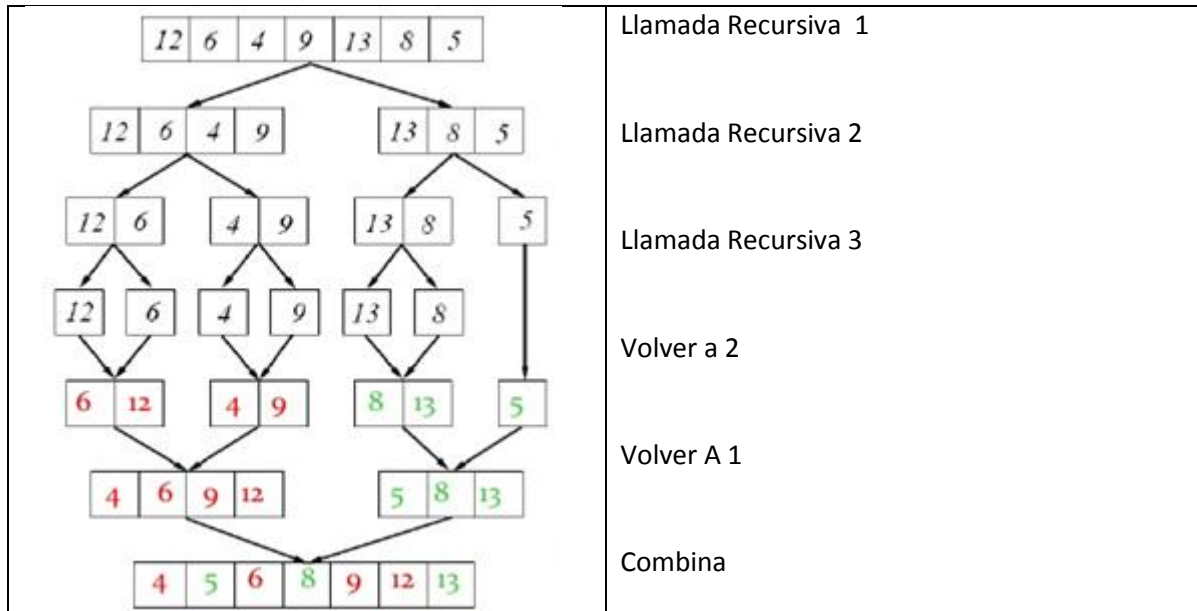 12 6 4 9 13 8 5
12 6 4 9 13 8 5
12 6 4 9 13 8 5
12 6 4 9 13 8
6 12 4 9 8 13 5
4 6 9 12 5 8 13
4 5 6 8 9 12 13
Llamada Recursiva 1
Llamada Recursiva 2
Llamada Recursiva 3
Volver a 2
Volver A 1
Combina